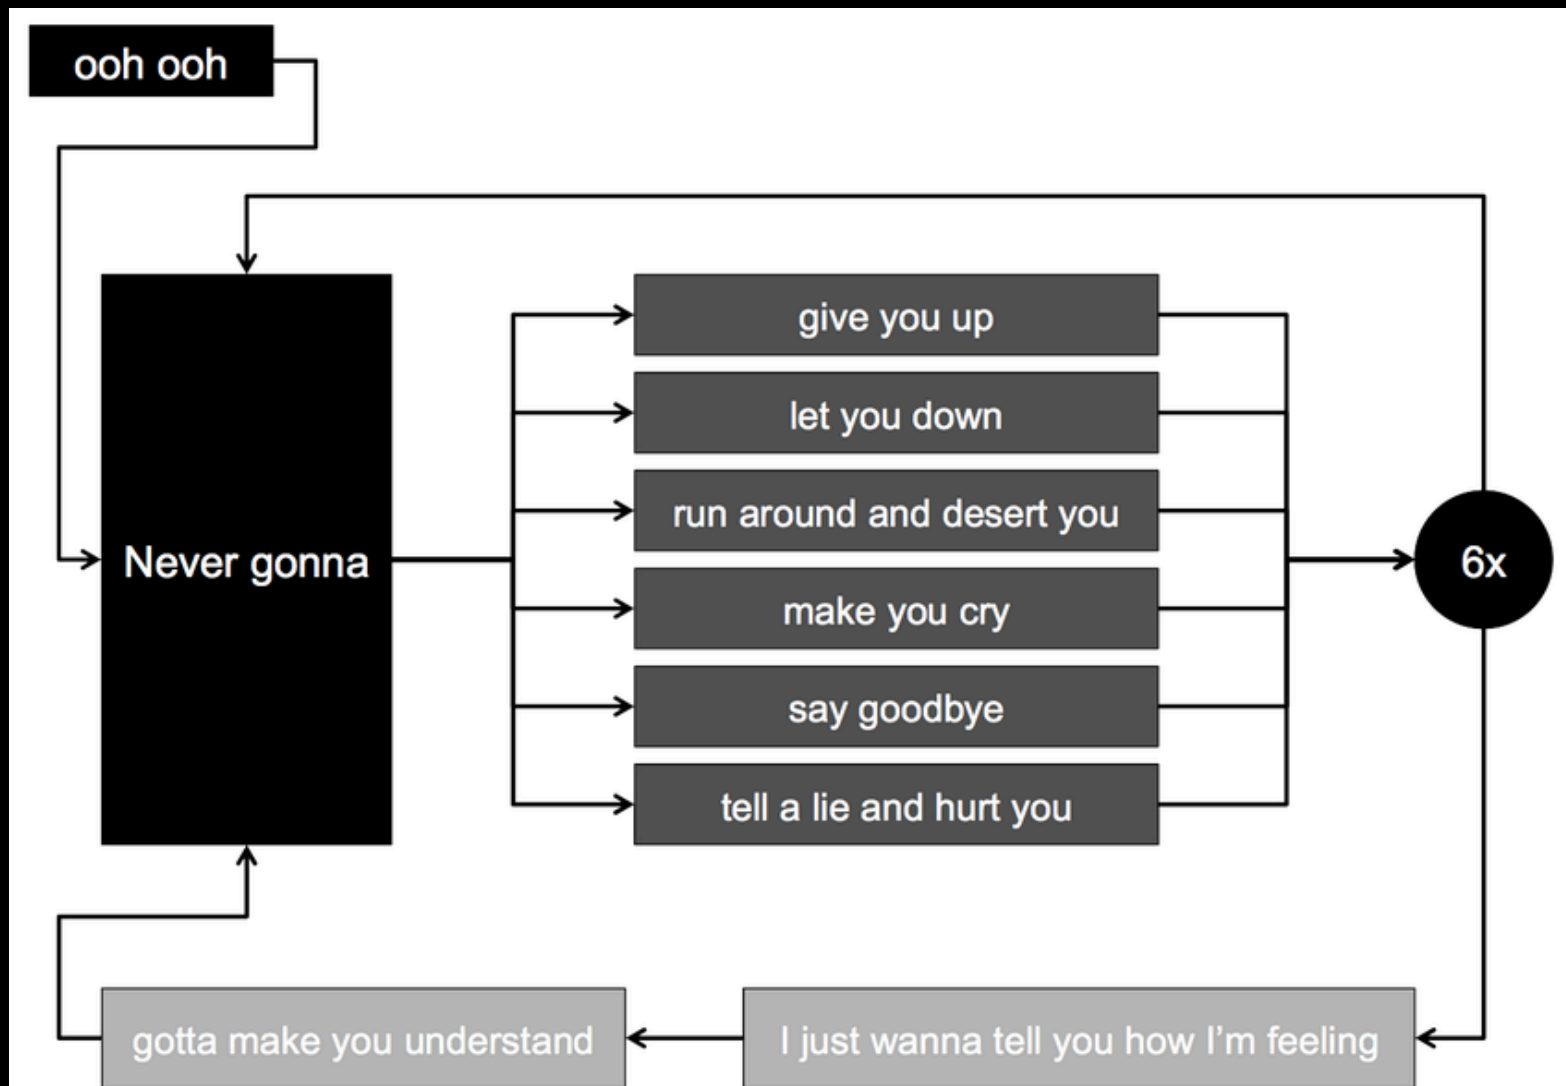 ooh ooh
Never gonna
give you up
let you down
run around and desert you
make you cry
say goodbye
tell a lie and hurt you
6x
I just wanna tell you how I'm feeling
gotta make you understand